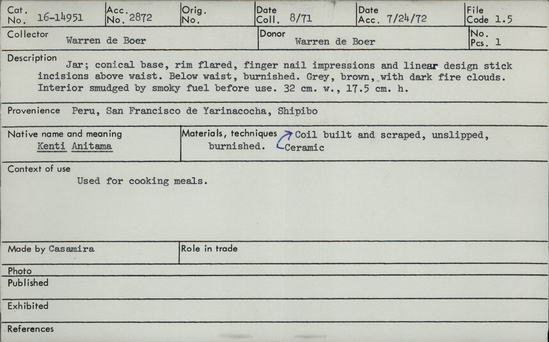 Cat. No. 16-14951 Acc. No. 2872 Orig. No. Date Coll. 8/71 Date Acc. 7/24/72 File Code 1.5
Collector Warren de Boer Donor Warren de Boer No. Pcs. 1
Description Jar; conical base, rim flared, finger nail impressions and linear design stick
incisions above waist. Below waist, burnished. Grey, brown, with dark fire clouds.
Interior smudged by smoky fuel before use. 32 cm. w., 17.5 cm. h.
Provenience Peru, San Francisco de Yarinacocha, Shipibo
Native name and meaning
Kenti Anitama
Materials, techniques Coil built and scraped, unslipped,
burnished. Ceramic
Context of use
Used for cooking meals.
Made by Casamira Role in trade
Photo
Published
Exhibited
References